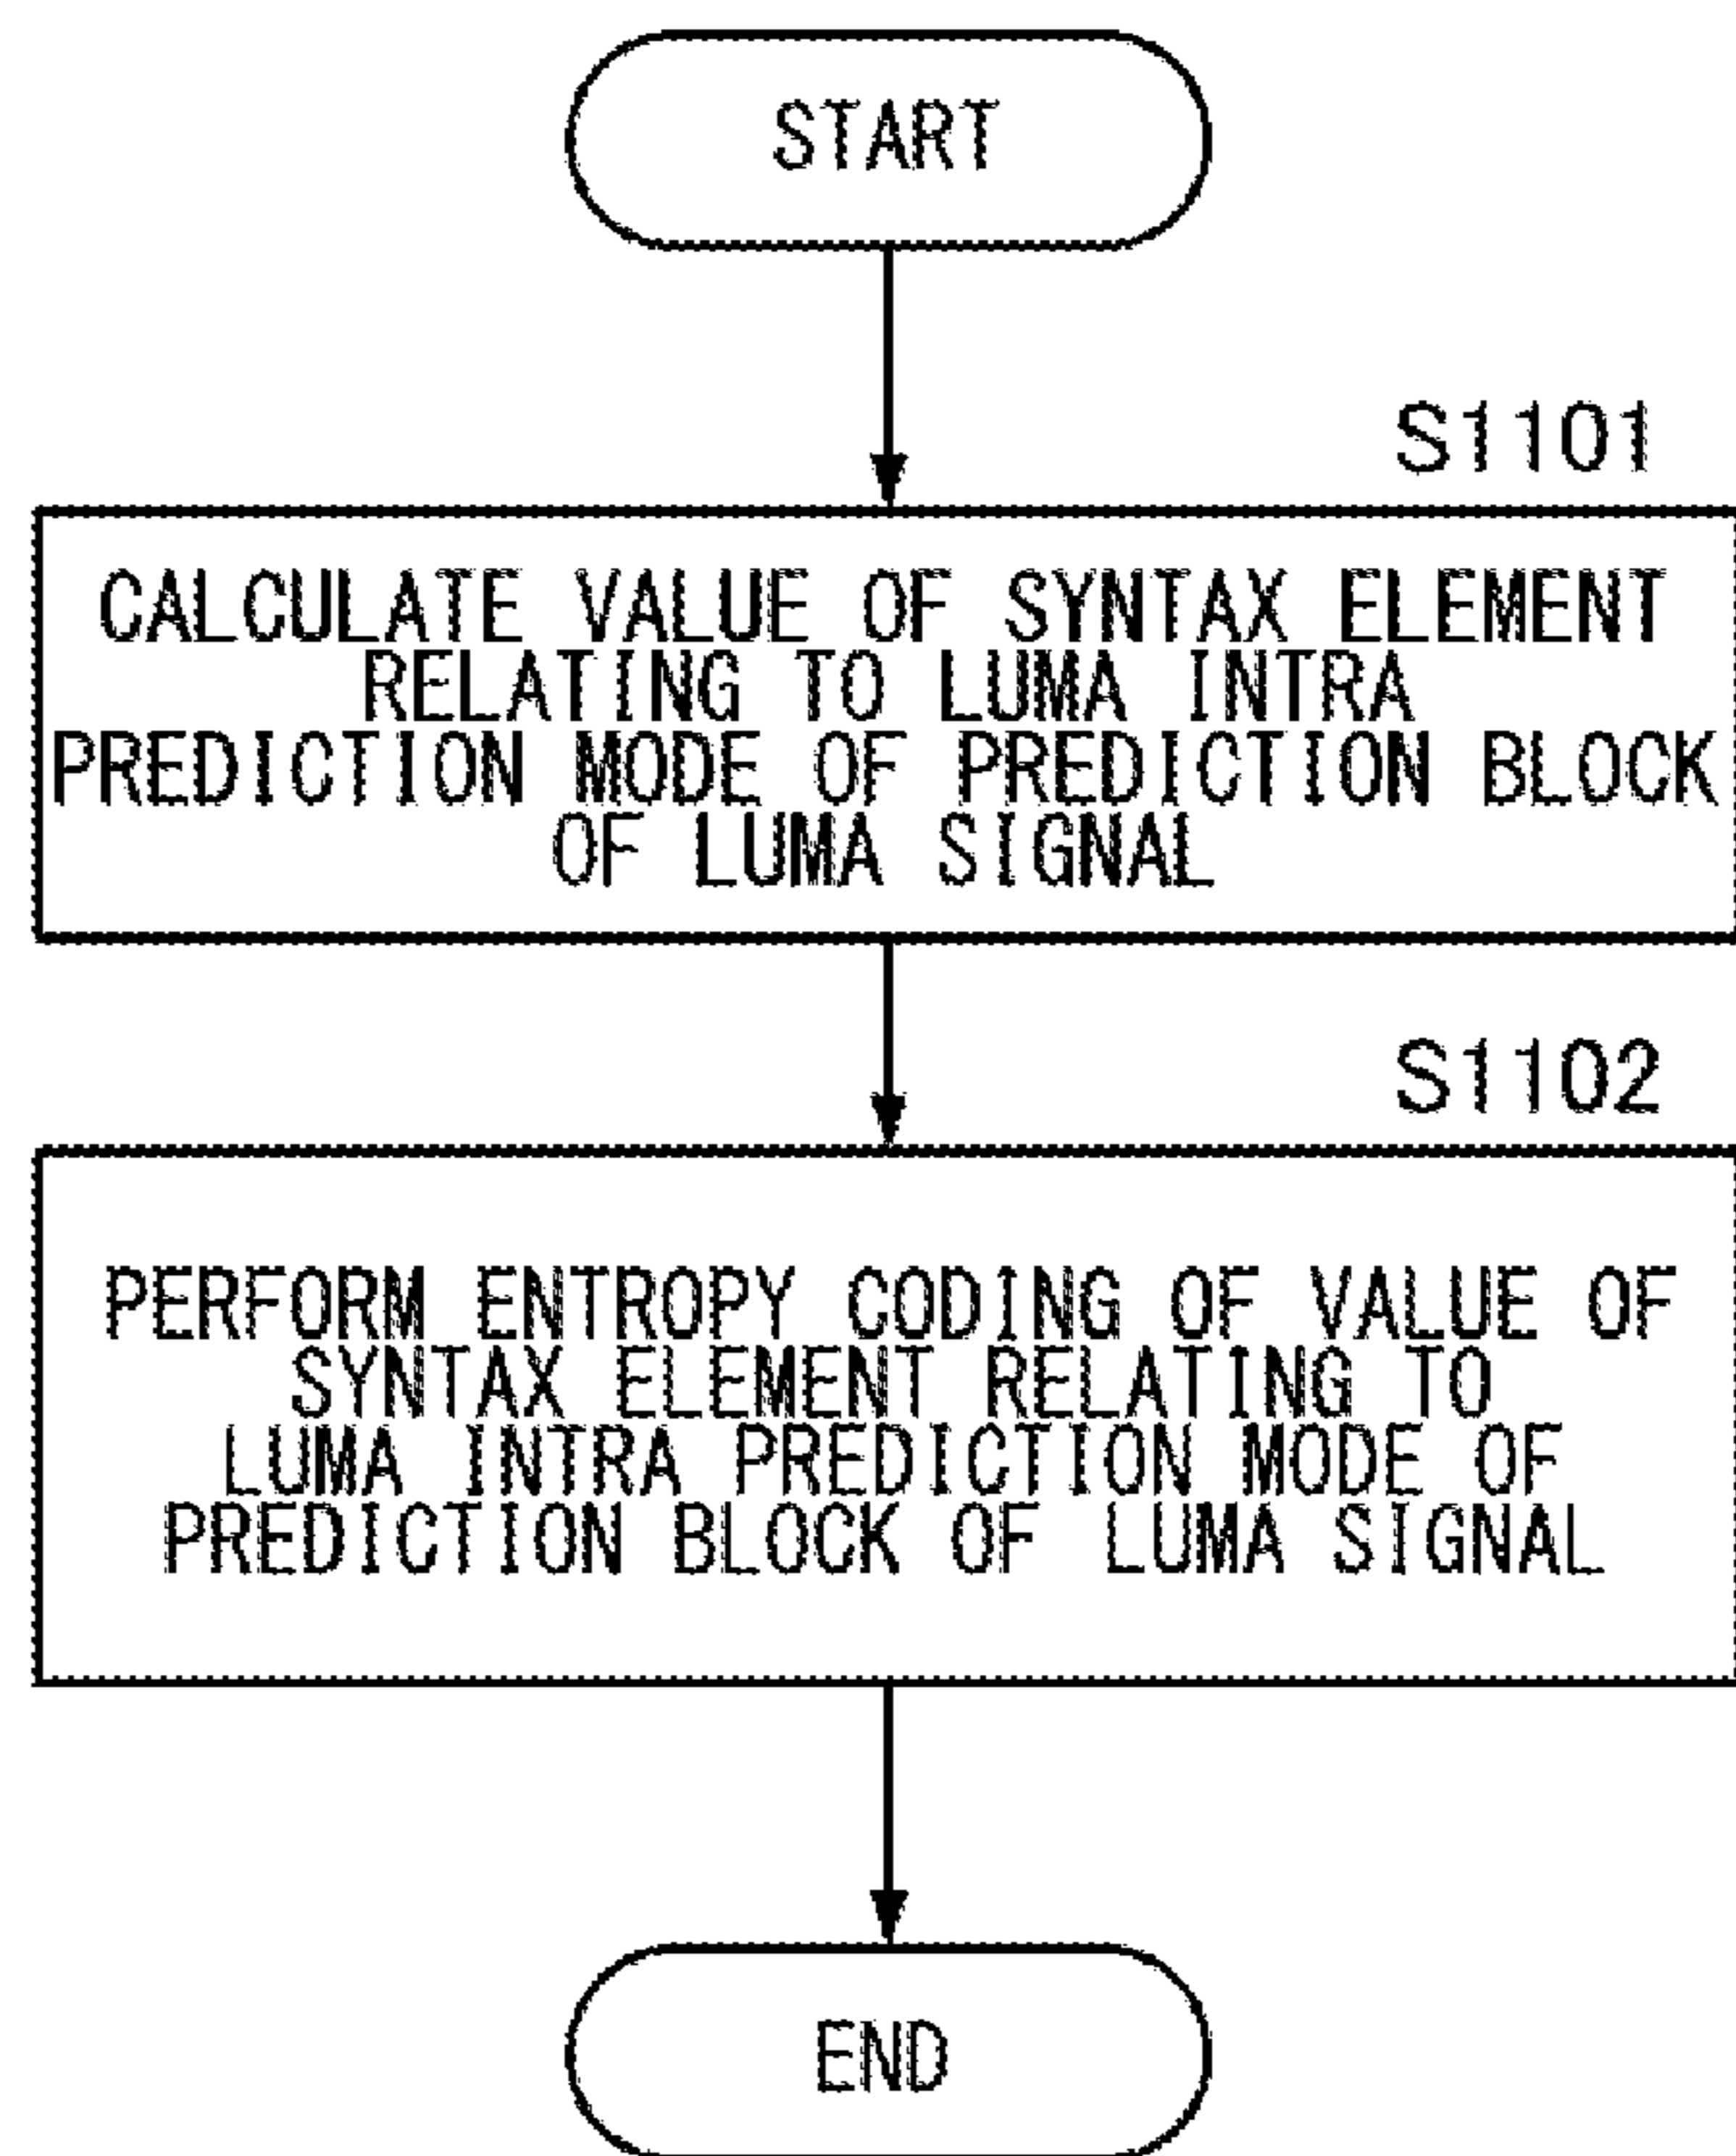 START
S1101
CALCULATE VALUE OF SYNTAX ELEMENT
RELATING TO LUMA INTRA
PREDICTION MODE OF PREDICTION BLOCK
OF LUMA SIGNAL
S1102
PERFORM ENTROPY CODING OF VALUE OF
SYNTAX ELEMENT RELATING TO
LUMA INTRA PREDICTION MODE OF
PREDICTION BLOCK OF LUMA SIGNAL
END